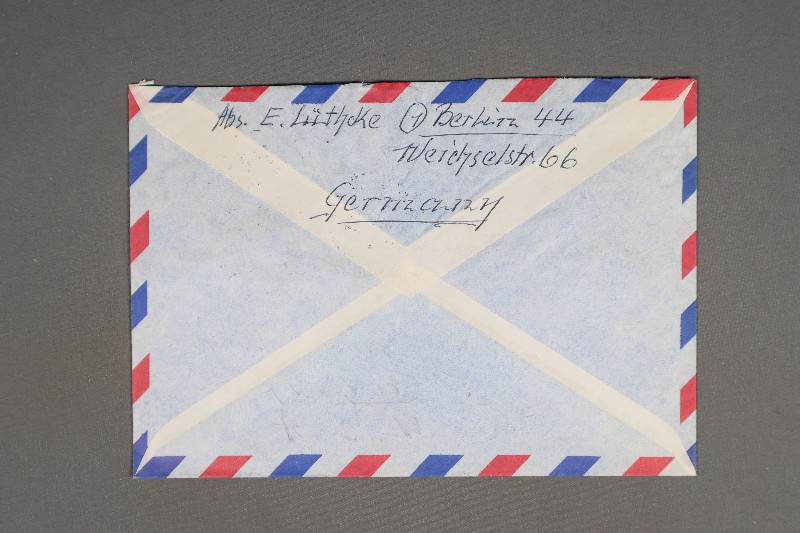 Abs. E. Lüthcke (1) Berlin 44
Weichselstr. 66
Germany